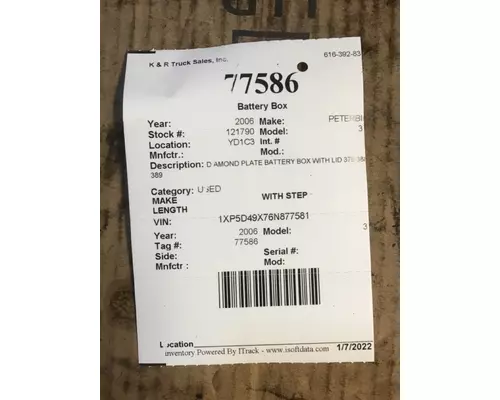 K & R Truck Sales, Inc. 616-392-83
77586
Battery Box
Year: 2006 Make: PETERBI
Stock #: 121790 Model: 3
Location: YD1C3 Int. #
Mnfctr.: Mod.:
Description: D AMOND PLATE BATTERY BOX WITH LID 379
389
Category: USED
MAKE WITH STEP
LENGTH
VIN: 1XP5D49X76N877581
Year: 2006 Model: 3
Tag #: 77586
Side: Serial #:
Mnfctr : Mod:
Location
inventory Powered By ITrack - www.isoftdata.com 1/7/2022